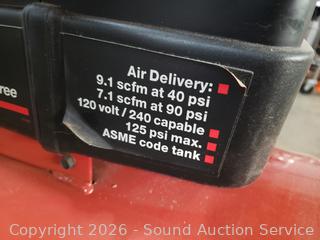 ree
Air Delivery:
9.1 scfm at 40 psi
7.1 scfm at 90 psi
120 volt / 240 capable
125 psi max.
ASME code tank
Copyright 2026 - Sound Auction Service